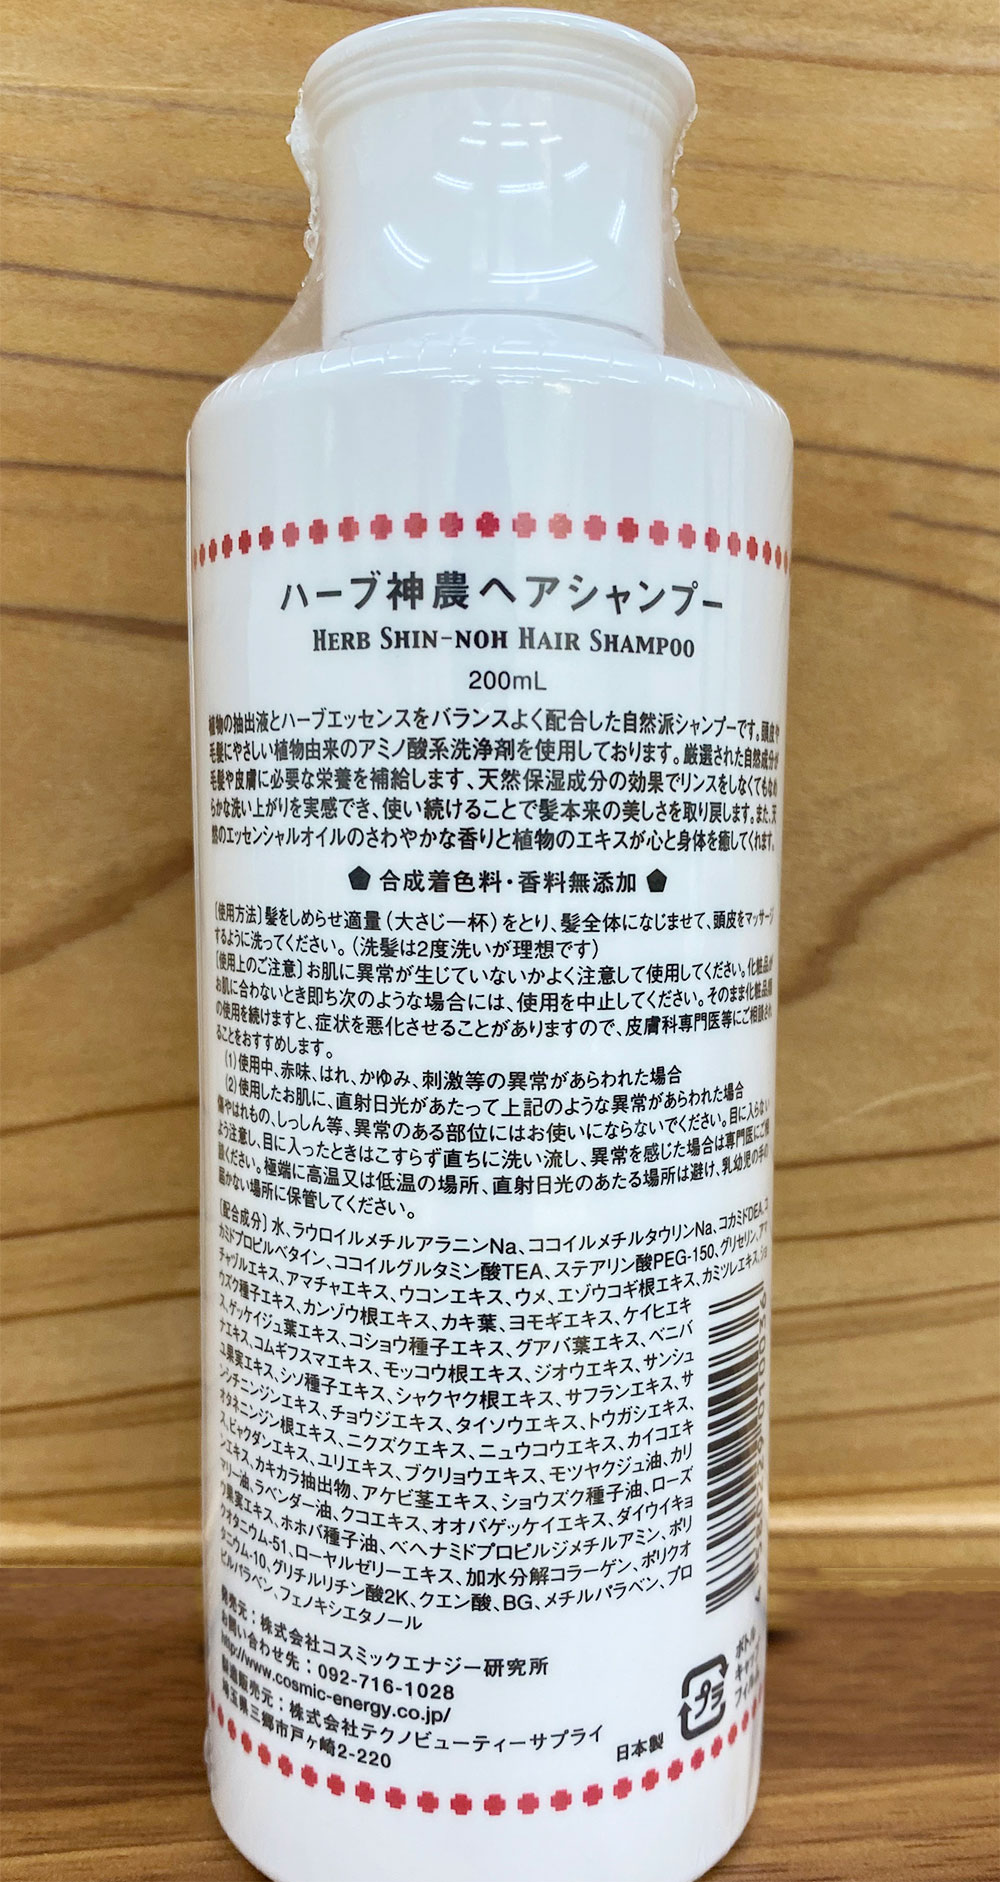 ハーブ神農ヘアシャンプー
HERB SHIN-NOH HAIR SHAMPOO
200mL
植物の抽出液とハーブエッセンスをバランスよく配合した自然派シャンプーです。頭皮や
毛髪にやさしい植物由来のアミノ酸系洗浄剤を使用しております。厳選された自然成分が
毛髪や皮膚に必要な栄養を補給します、天然保湿成分の効果でリンスをしなくてもなめ
らかな洗い上がりを実感でき、使い続けることで髪本来の美しさを取り戻します。また、天
然のエッセンシャルオイルのさわやかな香りと植物のエキスが心と身体を癒してくれます。
合成着色料・香料無添加
〔使用方法〕髪をしめらせ適量（大さじ一杯）をとり、髪全体になじませて、頭皮をマッサージ
するように洗ってください。（洗髪は2度洗いが理想です）
〔使用上のご注意〕お肌に異常が生じていないかよく注意して使用してください。化粧品が
お肌に合わないとき即ち次のような場合には、使用を中止してください。そのまま化粧品類
の使用を続けますと、症状を悪化させることがありますので、皮膚科専門医等にご相談され
ることをおすすめします。
(1)使用中、赤味、はれ、かゆみ、刺激等の異常があらわれた場合
(2)使用したお肌に、直射日光があたって上記のような異常があらわれた場合
傷やはれもの、しっしん等、異常のある部位にはお使いにならないでください。目に入らない
よう注意し、目に入ったときはこすらず直ちに洗い流し、異常を感じた場合は専門医にご相
談ください。極端に高温又は低温の場所、直射日光のあたる場所は避け、乳幼児の手の
届かない場所に保管してください。
〔配合成分〕水、ラウロイルメチルアラニンNa、ココイルメチルタウリンNa、コカミドDEA、コ
カミドプロピルベタイン、ココイルグルタミン酸TEA、ステアリン酸PEG-150、グリセリン、アマ
チャヅルエキス、アマチャエキス、ウコンエキス、ウメ、エゾウコギ根エキス、カミツレエキス、ショ
ウズク種子エキス、カンゾウ根エキス、カキ葉、ヨモギエキス、ケイヒエキ
ス、ゲッケイジュ葉エキス、コショウ種子エキス、グアバ葉エキス、ベニバ
ナエキス、コムギフスマエキス、モッコウ根エキス、ジオウエキス、サンシュ
ユ果実エキス、シソ種子エキス、シャクヤク根エキス、サフランエキス、サ
ンシチニンジンエキス、チョウジエキス、タイソウエキス、トウガシエキス、
オタネニンジン根エキス、ニクズクエキス、ニュウコウエキス、カイコエキ
ス、ビャクダンエキス、ユリエキス、ブクリョウエキス、モツヤクジュ油、カリ
ンエキス、カキカラ抽出物、アケビ茎エキス、ショウズク種子油、ローズ
マリー油、ラベンダー油、クコエキス、オオバゲッケイエキス、ダイウイキョ
ウ果実エキス、ホホバ種子油、ベヘナミドプロピルジメチルアミン、ポリ
クオタニウム-51、ローヤルゼリーエキス、加水分解コラーゲン、ポリクオ
タニウム-10、グリチルリチン酸2K、クエン酸、BG、メチルパラベン、プロ
ピルパラベン、フェノキシエタノール
発売元：株式会社コスミックエナジー研究所
お問い合わせ先：092-716-1028
http://www.cosmic-energy.co.jp/
製造販売元：株式会社テクノビューティーサプライ
埼玉県三郷市戸ヶ崎2-220
日本製
プラ